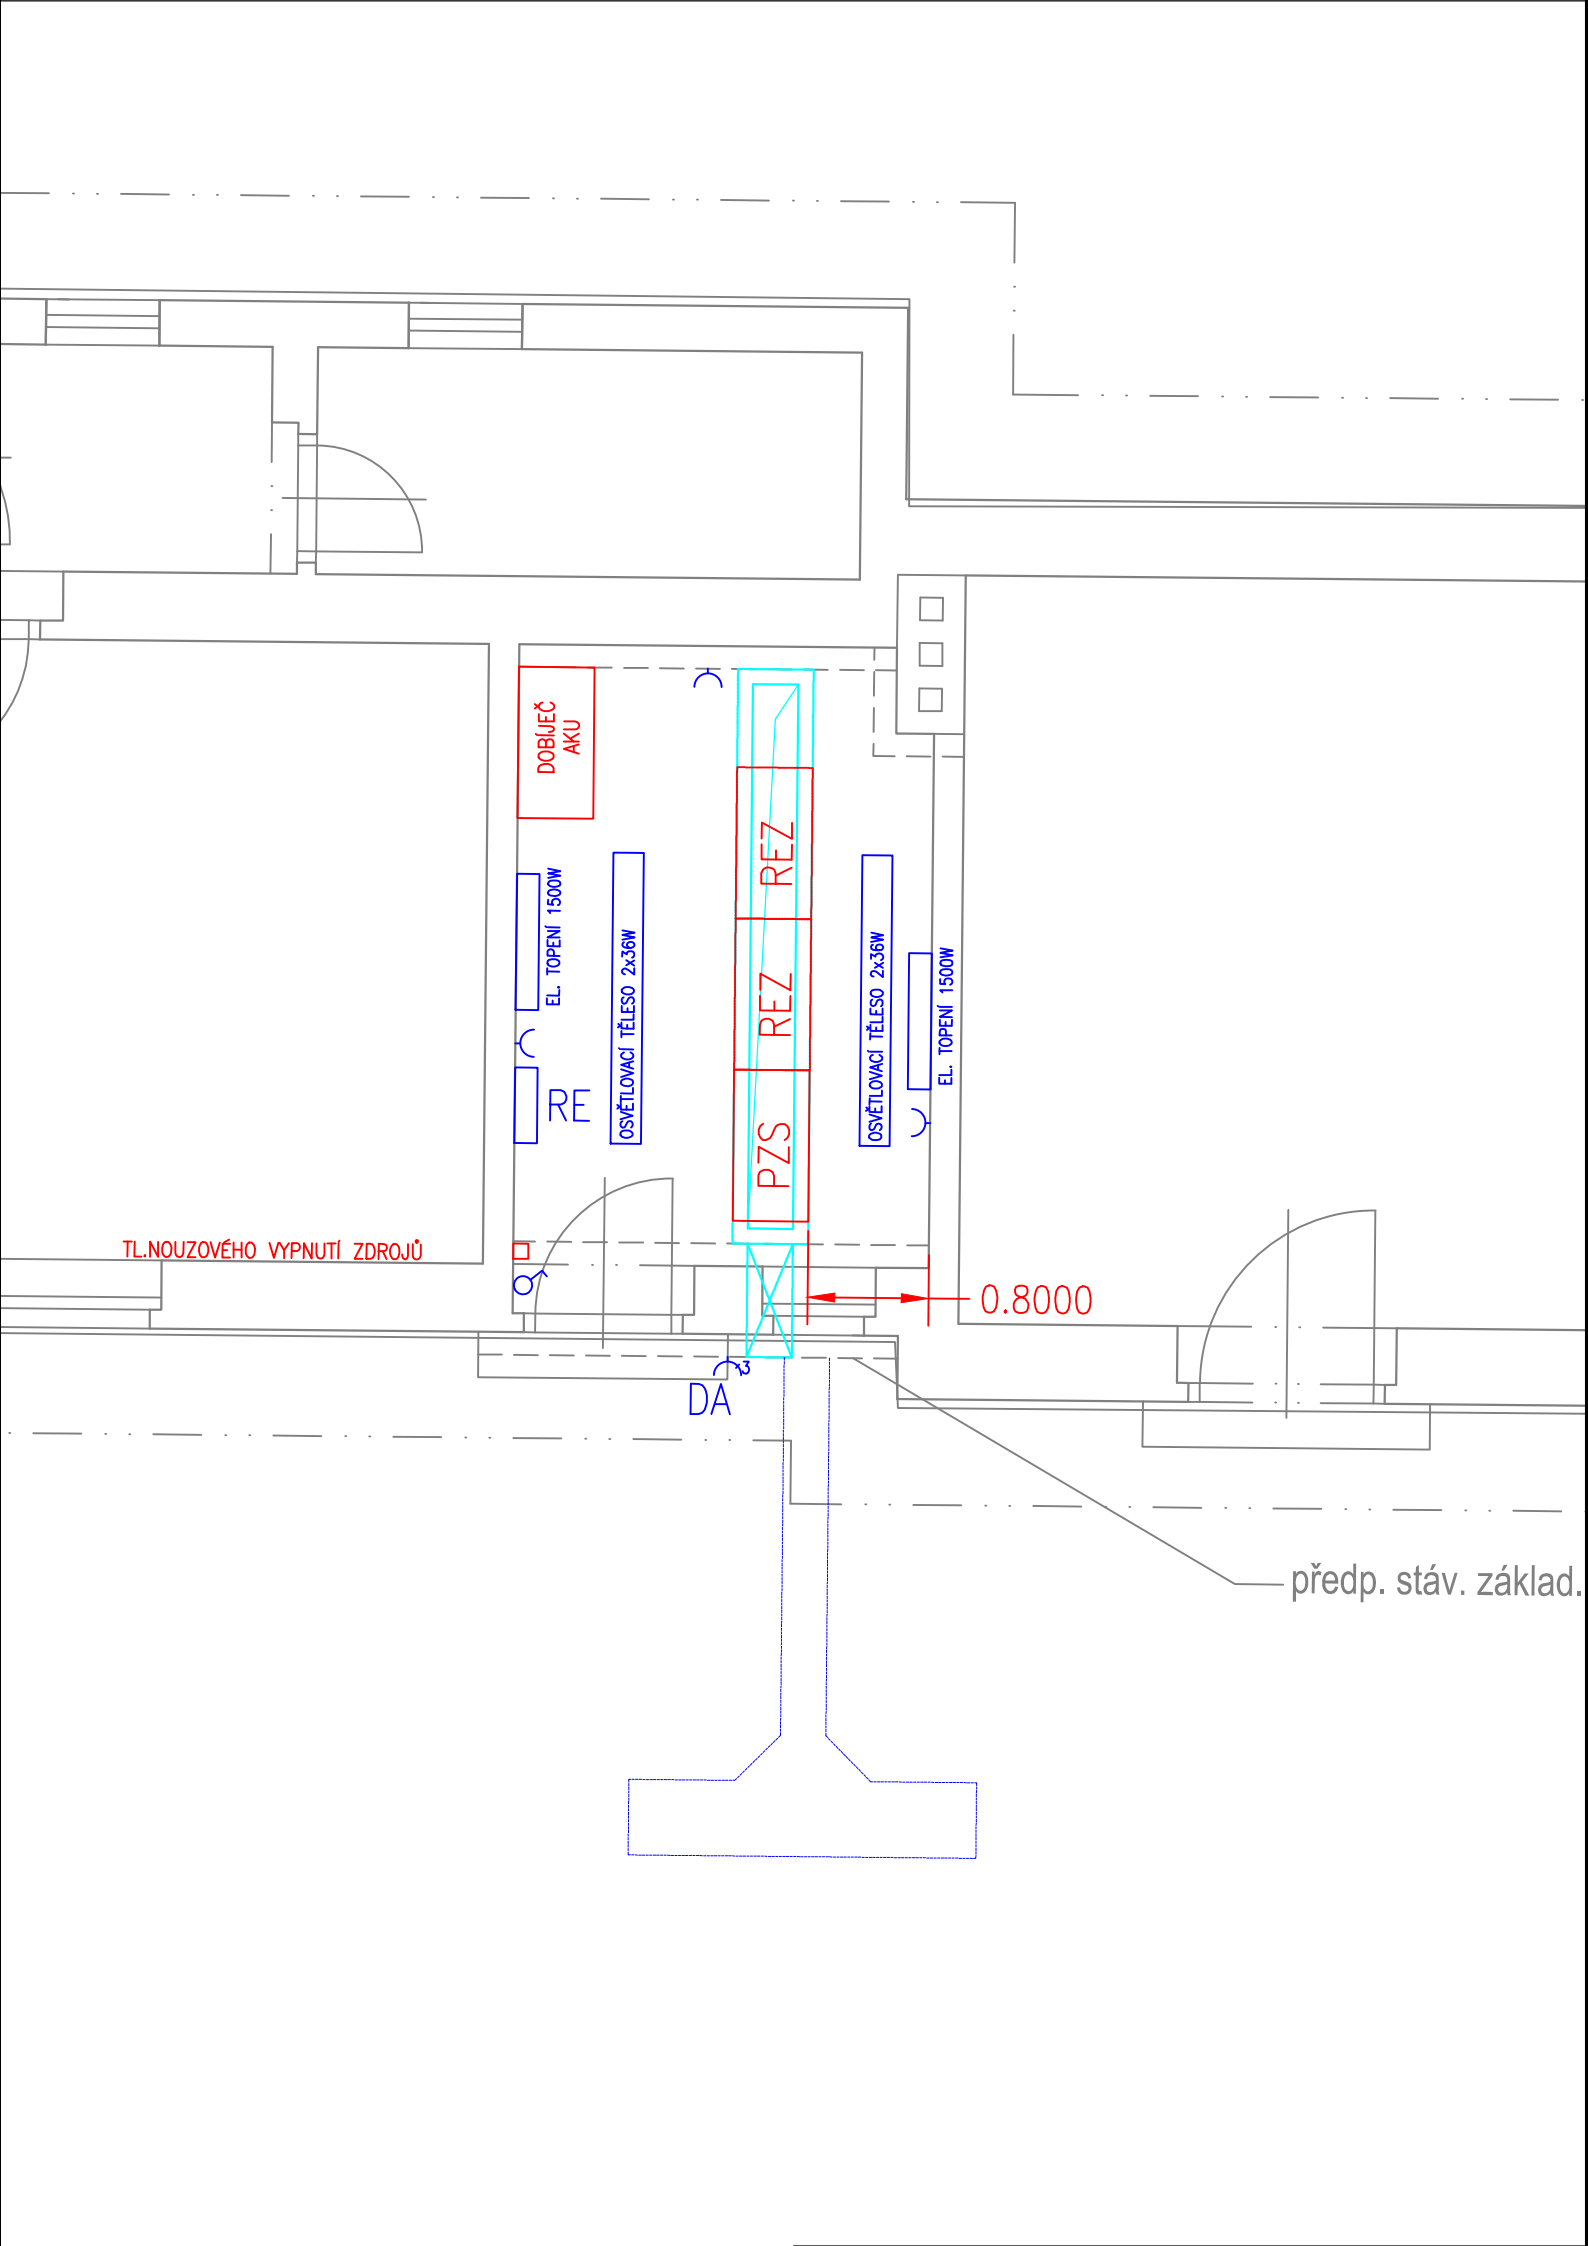 DOBÍJEČ
AKU
REZ
EL. TOPENÍ 1500W
OSVĚTLOVACÍ TĚLESO 2x36W
REZ
OSVĚTLOVACÍ TĚLESO 2x36W
EL. TOPENÍ 1500W
RE
PZS
TL.NOUZOVÉHO VYPNUTÍ ZDROJŮ
0.8000
3
DA
předp. stáv. základ.